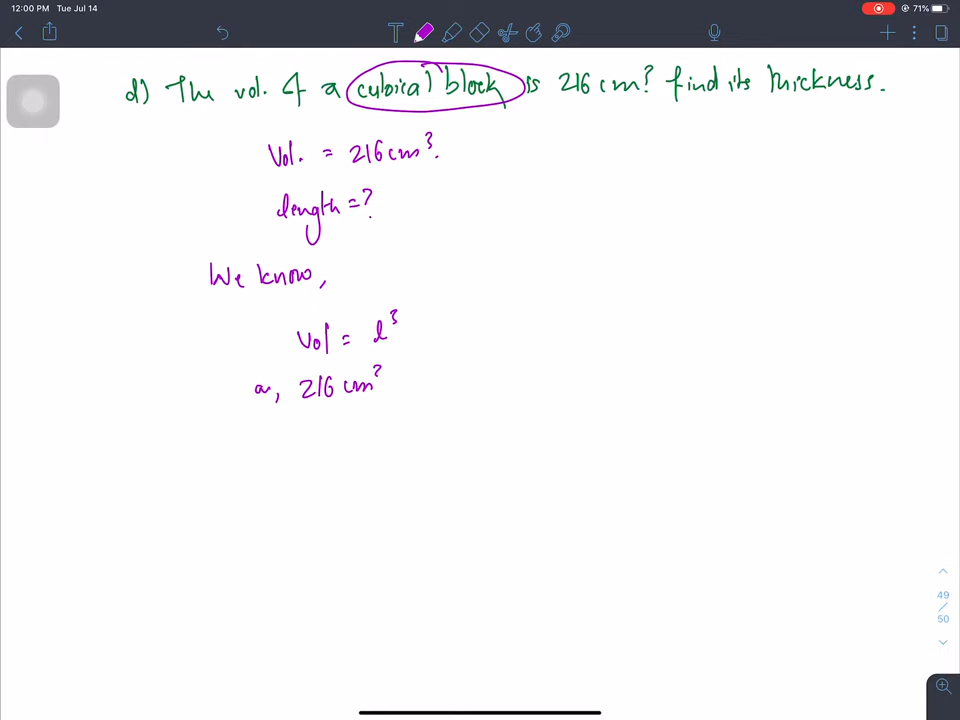 12:00 PM Tue Jul 14
71%
T
d) The vol. of a cubical block is 216 cm³. find its thickness.
Vol. = 216 cm³.
length = ?
We know,
Vol = l³
or, 216 cm³
49
/
50